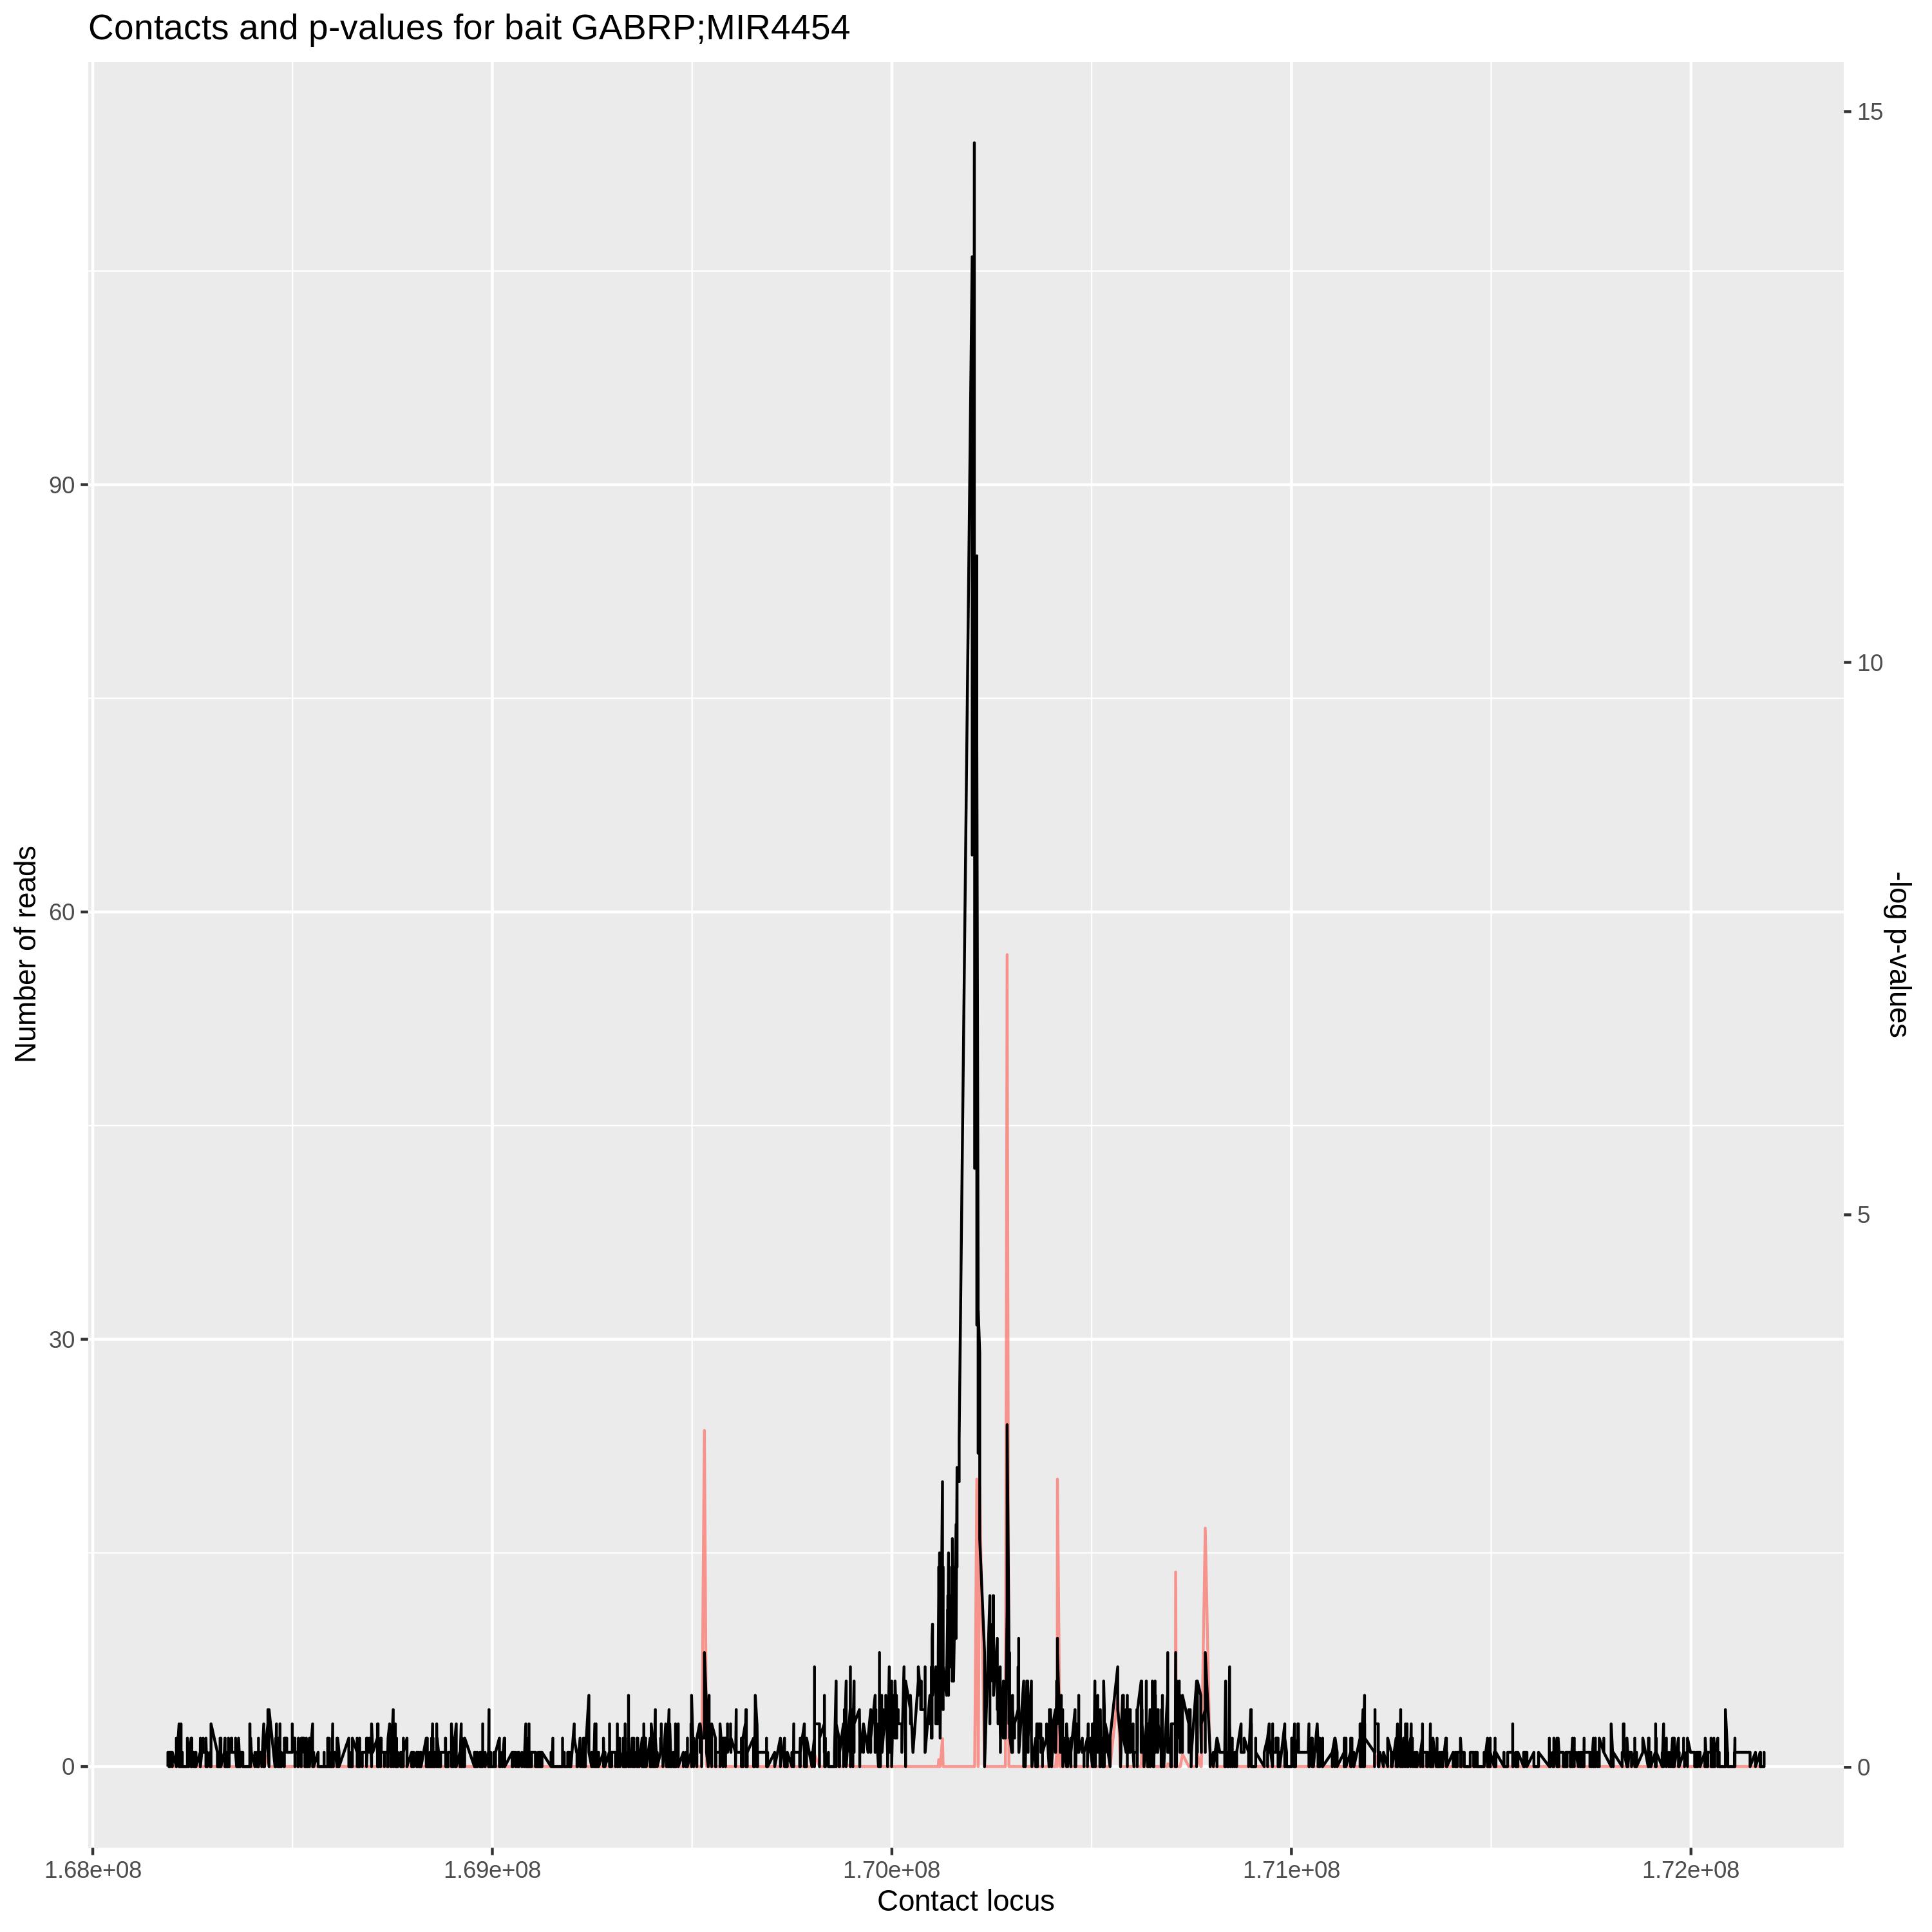 Contacts and p-values for bait GABRP;MIR4454
Number of reads
90
60
30
0
15
10
5
0
-log p-values
1.68e+08 1.69e+08 1.70e+08 1.71e+08 1.72e+08
Contact locus